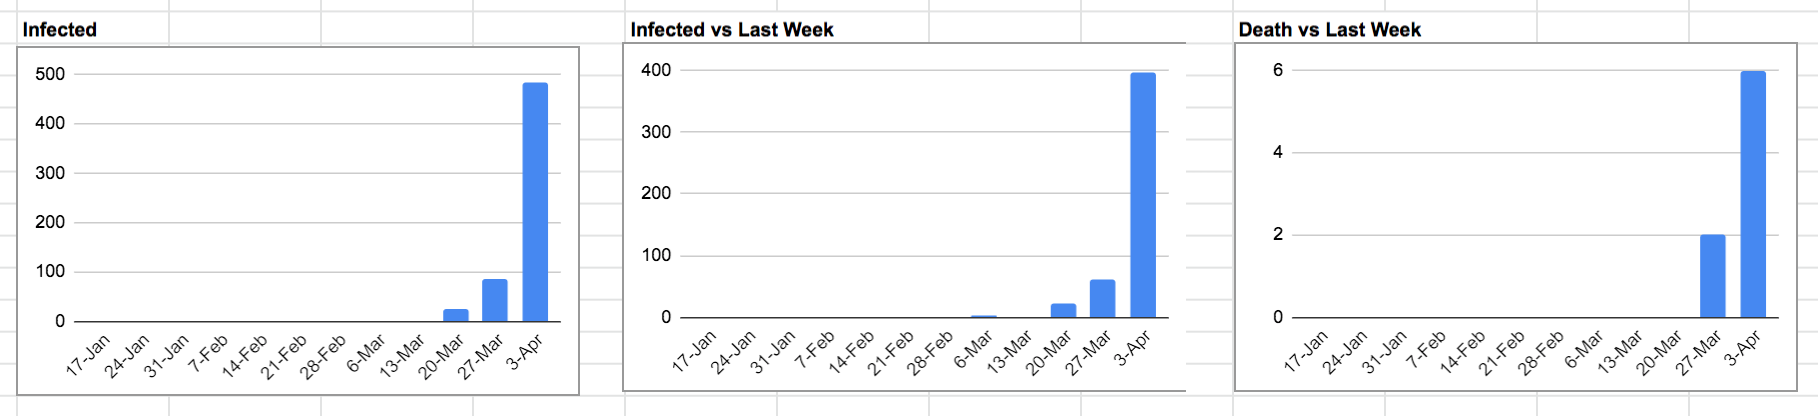 Infected
500
400
300
200
100
0
17-Jan
24-Jan
31-Jan
7-Feb
14-Feb
21-Feb
28-Feb
6-Mar
13-Mar
20-Mar
27-Mar
3-Apr
Infected vs Last Week
400
300
200
100
0
17-Jan
24-Jan
31-Jan
7-Feb
14-Feb
21-Feb
28-Feb
6-Mar
13-Mar
20-Mar
27-Mar
3-Apr
Death vs Last Week
6
4
2
0
17-Jan
24-Jan
31-Jan
7-Feb
14-Feb
21-Feb
28-Feb
6-Mar
13-Mar
20-Mar
27-Mar
3-Apr